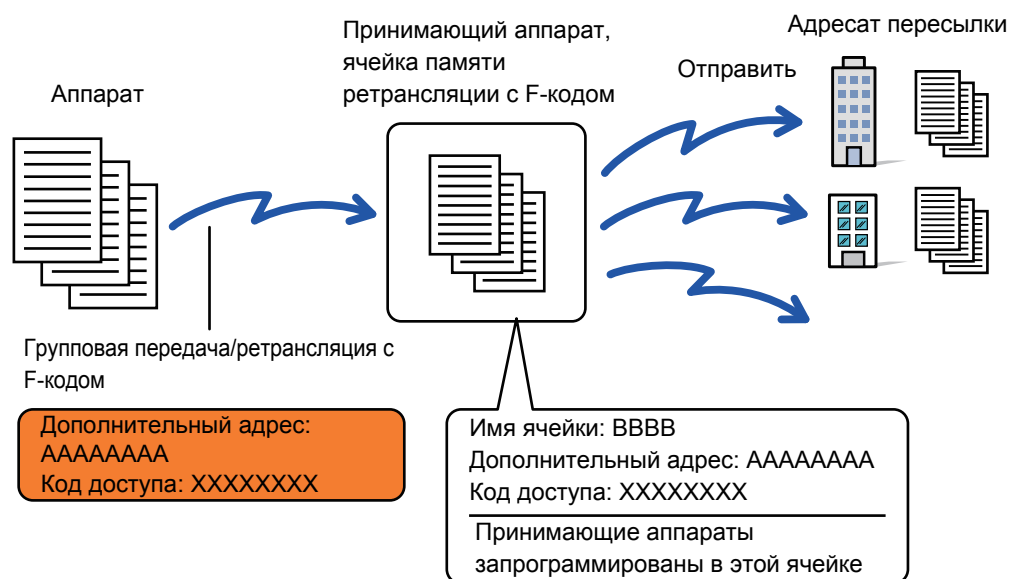 Аппарат
Принимающий аппарат,
ячейка памяти
ретрансляции с F-кодом
Отправить
Адресат пересылки
Групповая передача/ретрансляция с
F-кодом
Дополнительный адрес:
AAAAAAAA
Код доступа: XXXXXXXX
Имя ячейки: BBBB
Дополнительный адрес: AAAAAAAA
Код доступа: XXXXXXXX
Принимающие аппараты
запрограммированы в этой ячейке